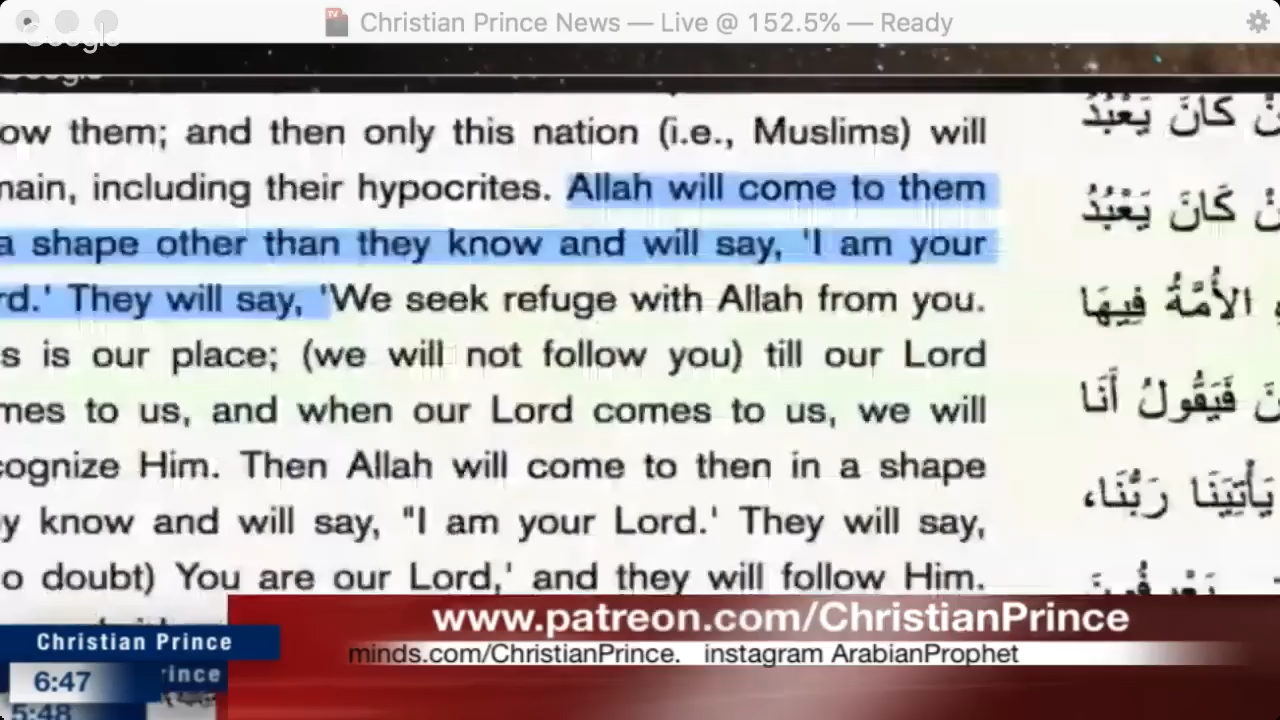 Christian Prince News — Live @ 152.5% — Ready
Google
Google
ow them; and then only this nation (i.e., Muslims) will
main, including their hypocrites. Allah will come to them
a shape other than they know and will say, 'I am your
rd.' They will say, 'We seek refuge with Allah from you.
s is our place; (we will not follow you) till our Lord
mes to us, and when our Lord comes to us, we will
cognize Him. Then Allah will come to then in a shape
y know and will say, "I am your Lord.' They will say,
o doubt) You are our Lord,' and they will follow Him.
كَانَ يَعْبُدُ
كَانَ يَعْبُدُ
الأُمَّةُ فِيهَا
فَيَقُولُ أَنَا
يَأْتِيَنَا رَبُّنَا،
www.patreon.com/ChristianPrince
minds.com/ChristianPrince. instagram ArabianProphet
Christian Prince
rince
6:47
5:48